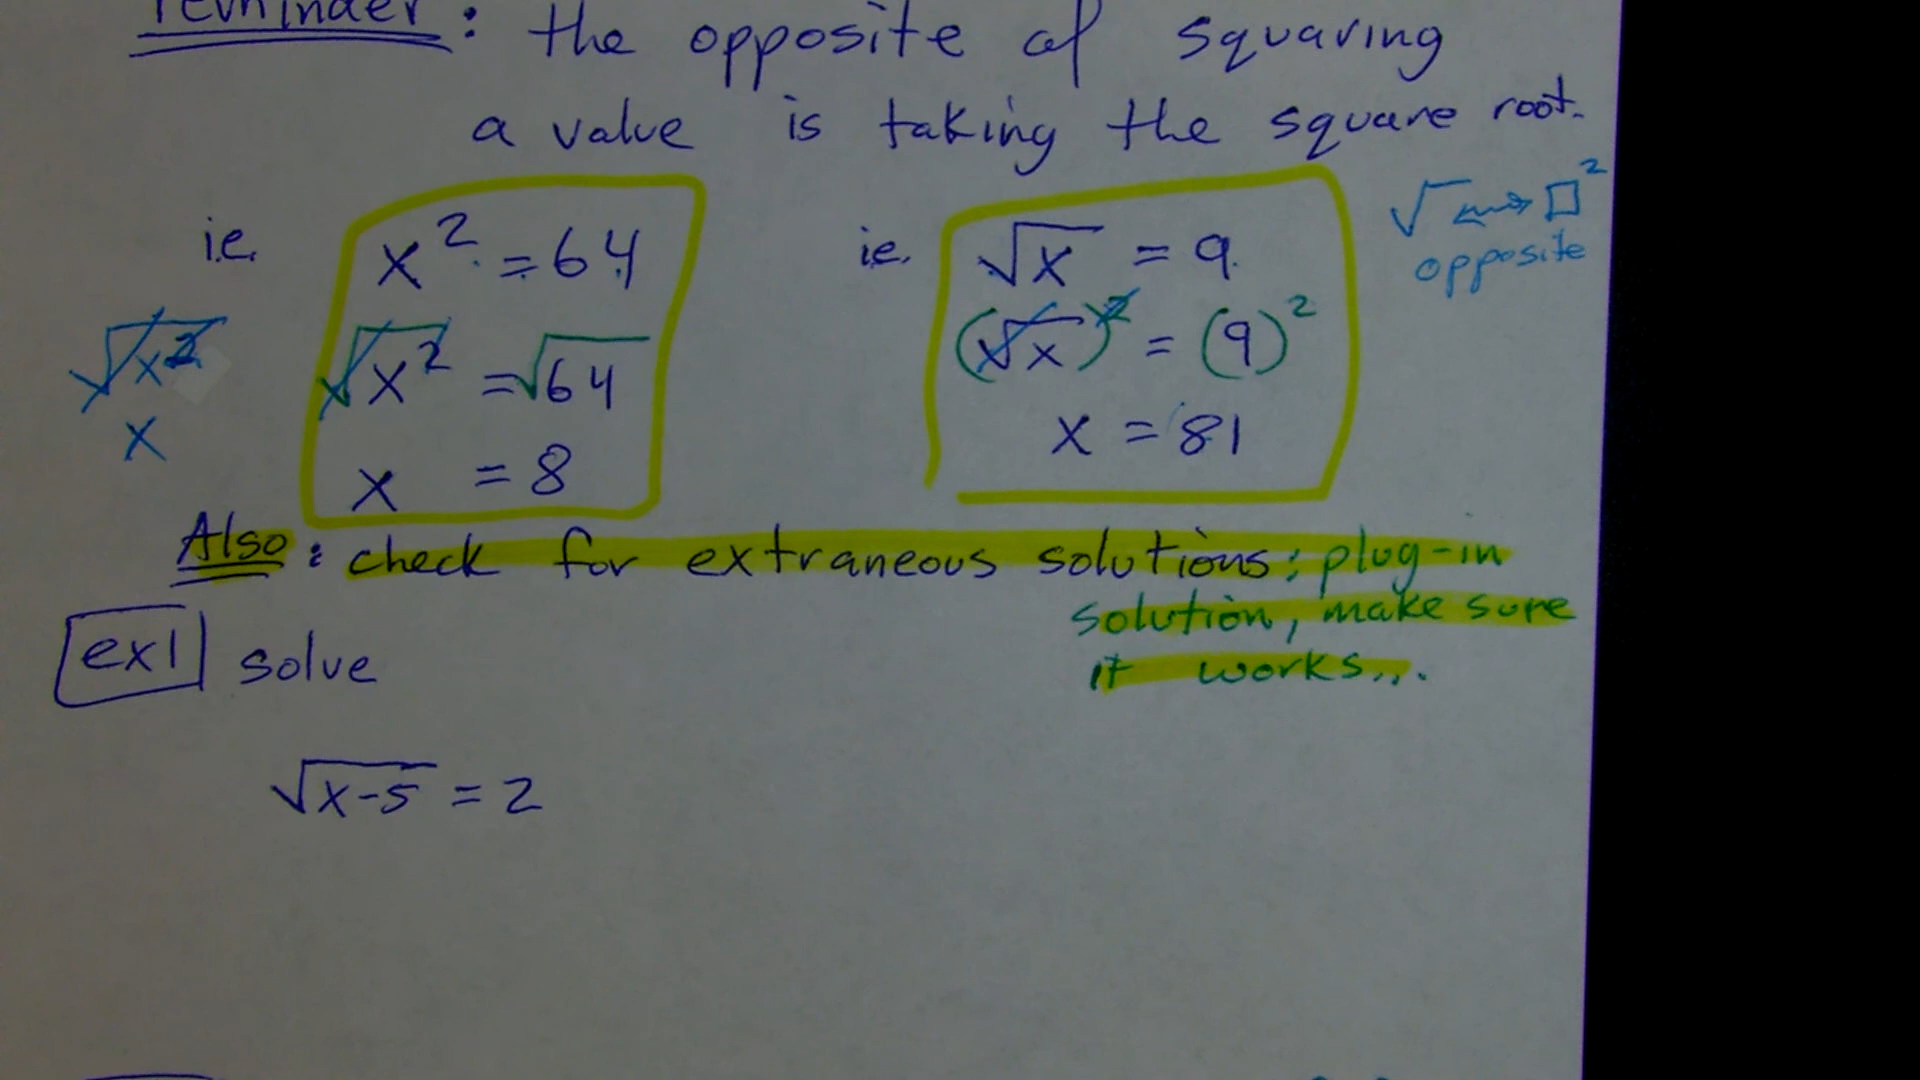 reminder: the opposite of squaring
a value is taking the square root.
i.e. x² = 64
√x² = √64
x = 8
√x²
x
i.e. √x = 9
(√x)² = (9)²
x = 81
√ ⟷ □²
opposite
Also: check for extraneous solutions: plug-in
solution, make sure
it works...
ex1 solve
√x-5 = 2